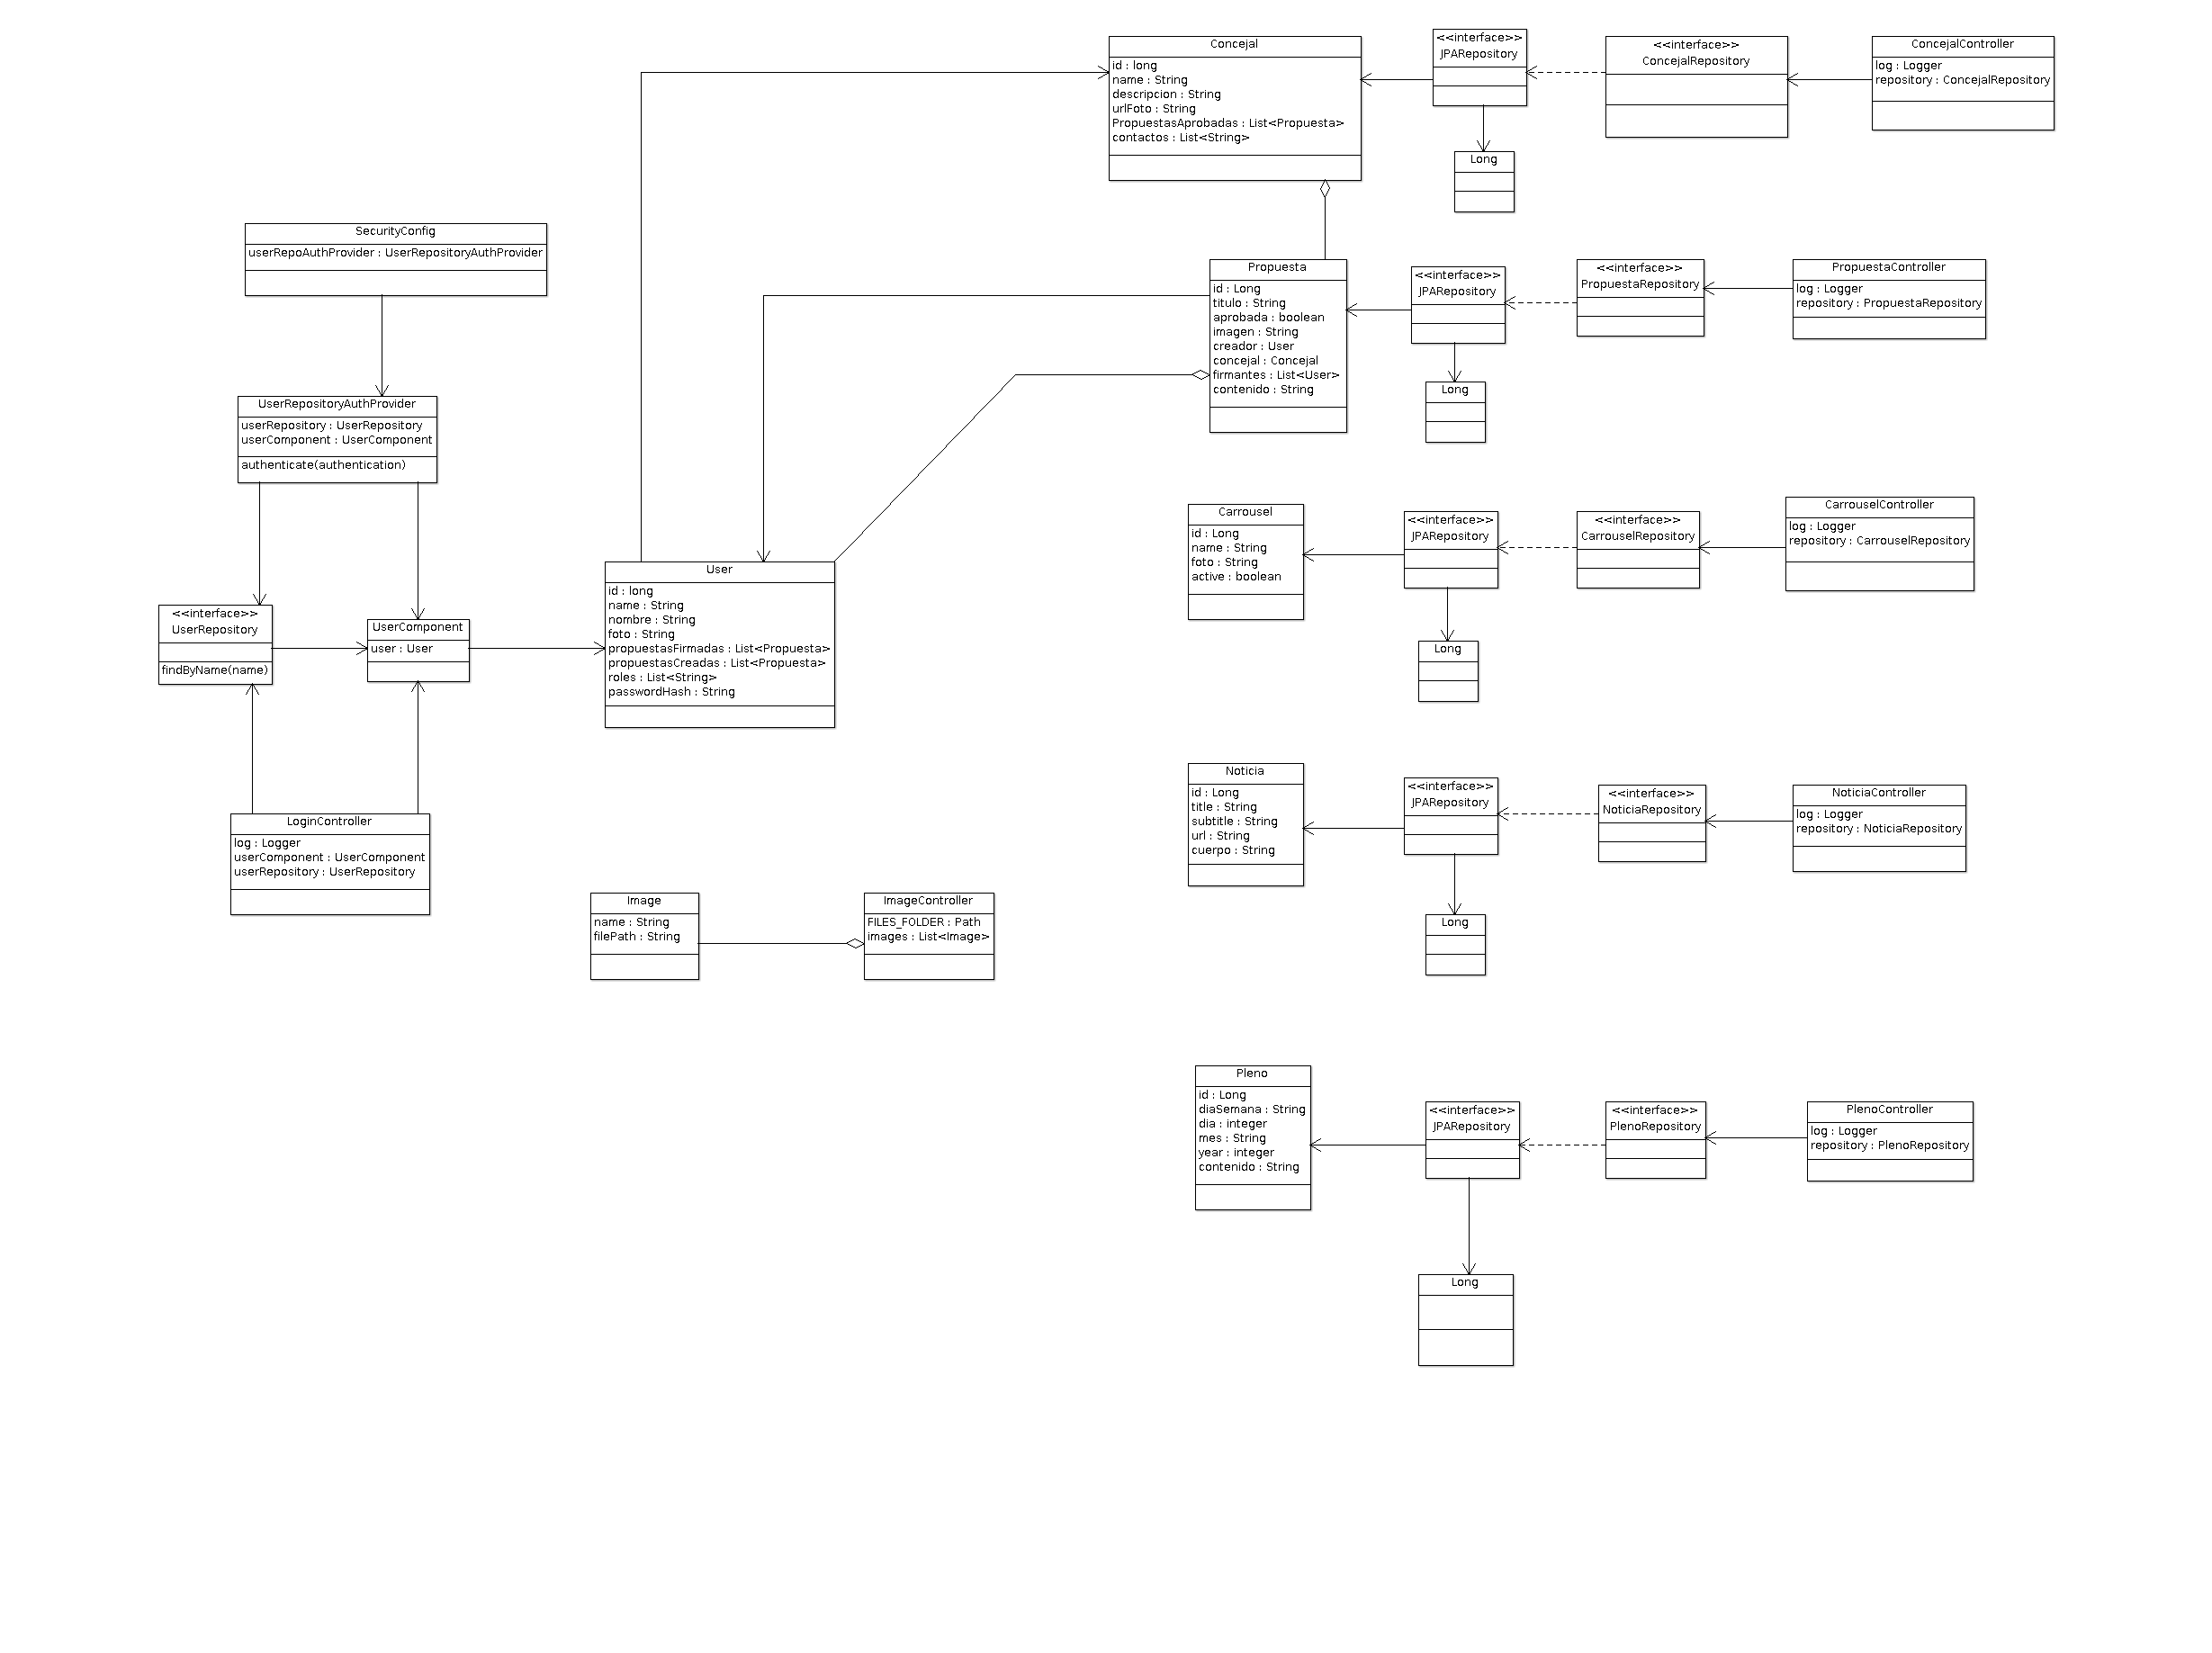 Concejal
id : long
name : String
descripcion : String
urlFoto : String
PropuestasAprobadas : List<Propuesta>
contactos : List<String>
<<interface>>
JPARepository
Long
<<interface>>
ConcejalRepository
ConcejalController
log : Logger
repository : ConcejalRepository
SecurityConfig
userRepoAuthProvider : UserRepositoryAuthProvider
Propuesta
id : Long
titulo : String
aprobada : boolean
imagen : String
creador : User
concejal : Concejal
firmantes : List<User>
contenido : String
<<interface>>
JPARepository
Long
<<interface>>
PropuestaRepository
PropuestaController
log : Logger
repository : PropuestaRepository
UserRepositoryAuthProvider
userRepository : UserRepository
userComponent : UserComponent
authenticate(authentication)
Carrousel
id : Long
name : String
foto : String
active : boolean
<<interface>>
JPARepository
Long
<<interface>>
CarrouselRepository
CarrouselController
log : Logger
repository : CarrouselRepository
<<interface>>
UserRepository
findByName(name)
UserComponent
user : User
User
id : long
name : String
nombre : String
foto : String
propuestasFirmadas : List<Propuesta>
propuestasCreadas : List<Propuesta>
roles : List<String>
passwordHash : String
LoginController
log : Logger
userComponent : UserComponent
userRepository : UserRepository
Noticia
id : Long
title : String
subtitle : String
url : String
cuerpo : String
<<interface>>
JPARepository
Long
<<interface>>
NoticiaRepository
NoticiaController
log : Logger
repository : NoticiaRepository
Image
name : String
filePath : String
ImageController
FILES_FOLDER : Path
images : List<Image>
Pleno
id : Long
diaSemana : String
dia : integer
mes : String
year : integer
contenido : String
<<interface>>
JPARepository
Long
<<interface>>
PlenoRepository
PlenoController
log : Logger
repository : PlenoRepository